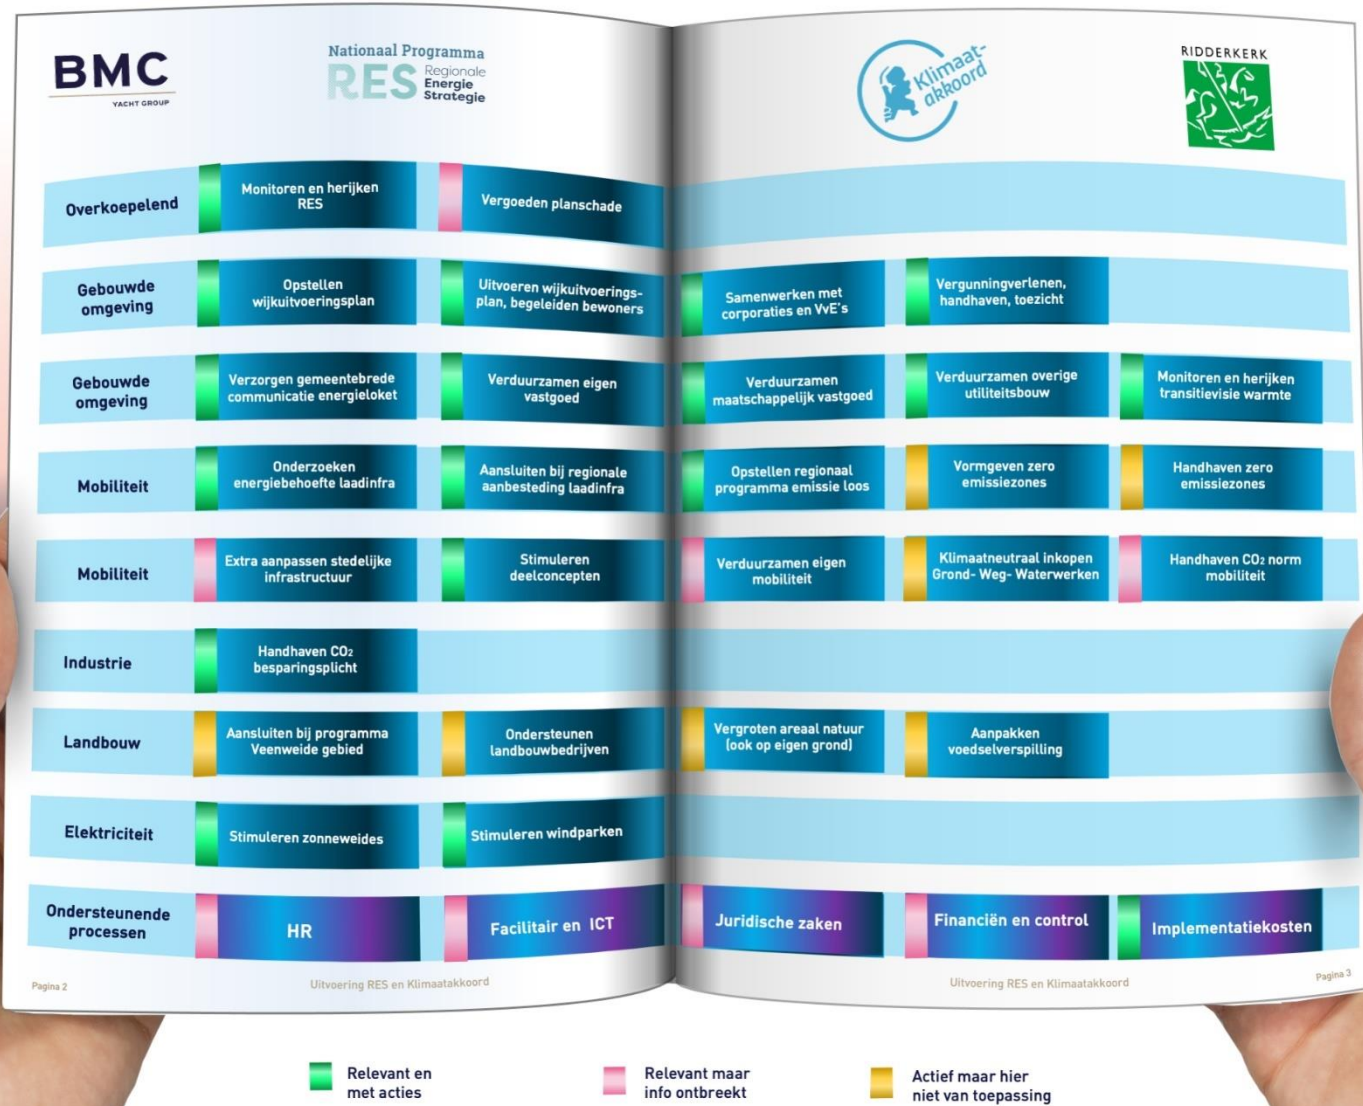 BMC
YACHT GROUP
Nationaal Programma
RES
Regionale
Energie
Strategie
Klimaat-
akkoord
RIDDERKERK
Overkoepelend
Monitoren en herijken
RES
Vergoeden planschade
Gebouwde
omgeving
Opstellen
wijkuitvoeringsplan
Uitvoeren wijkuitvoerings-
plan, begeleiden bewoners
Samenwerken met
corporaties en VvE's
Vergunningverlenen,
handhaven, toezicht
Gebouwde
omgeving
Verzorgen gemeentebrede
communicatie energieloket
Verduurzamen eigen
vastgoed
Verduurzamen
maatschappelijk vastgoed
Verduurzamen overige
utiliteitsbouw
Monitoren en herijken
transitievisie warmte
Mobiliteit
Onderzoeken
energiebehoefte laadinfra
Aansluiten bij regionale
aanbesteding laadinfra
Opstellen regionaal
programma emissie loos
Vormgeven zero
emissiezones
Handhaven zero
emissiezones
Mobiliteit
Extra aanpassen stedelijke
infrastructuur
Stimuleren
deelconcepten
Verduurzamen eigen
mobiliteit
Klimaatneutraal inkopen
Grond- Weg- Waterwerken
Handhaven CO2 norm
mobiliteit
Industrie
Handhaven CO2
besparingsplicht
Landbouw
Aansluiten bij programma
Veenweide gebied
Ondersteunen
landbouwbedrijven
Vergroten areaal natuur
(ook op eigen grond)
Aanpakken
voedselverspilling
Elektriciteit
Stimuleren zonneweides
Stimuleren windparken
Ondersteunende
processen
HR
Facilitair en ICT
Juridische zaken
Financiën en control
Implementatiekosten
Pagina 2
Uitvoering RES en Klimaatakkoord
Uitvoering RES en Klimaatakkoord
Pagina 3
Relevant en
met acties
Relevant maar
info ontbreekt
Actief maar hier
niet van toepassing